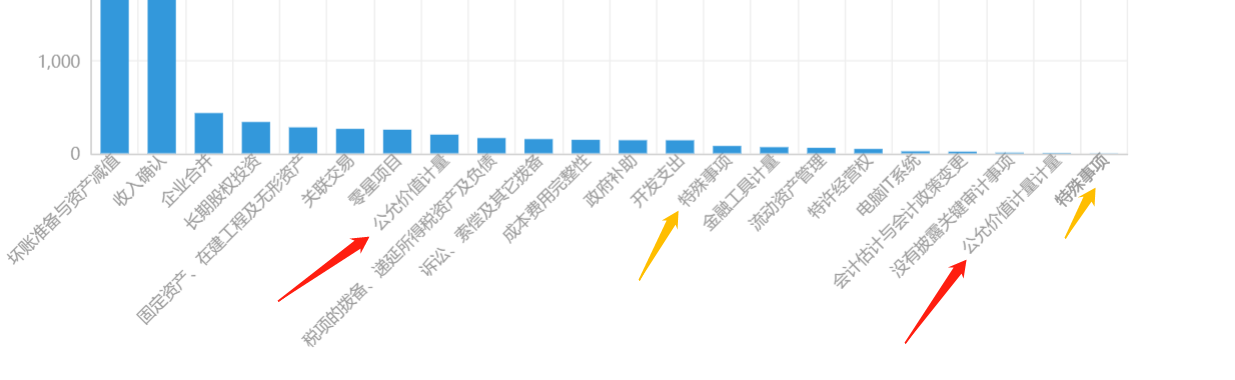 1,000
0
坏账准备与资产减值
收入确认
企业合并
长期股权投资
固定资产、在建工程及无形资产
关联交易
零星项目
公允价值计量
税项的拨备、递延所得税资产及负债
诉讼、索偿及其它拨备
成本费用完整性
政府补助
开发支出
特殊事项
金融工具计量
流动资产管理
特许经营权
电脑IT系统
会计估计与会计政策变更
没有披露关键审计事项
公允价值计量计量
特殊事项